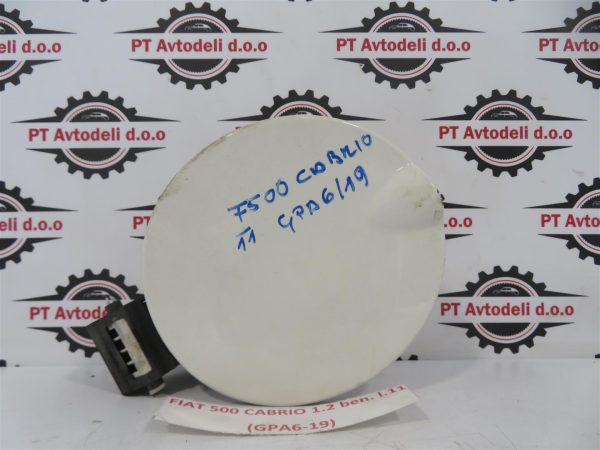 PT Avtodeli d.o.o
PT Avtodeli d.o.o
PT Avtodeli d.o.o
PT Avtodeli d.o.o
PT Avtodeli d.o.o
PT Avtodeli d.o.o
F500 CABRIO
11 GPA6/19
FIAT 500 CABRIO 1.2 ben. l.11
(GPA6-19)